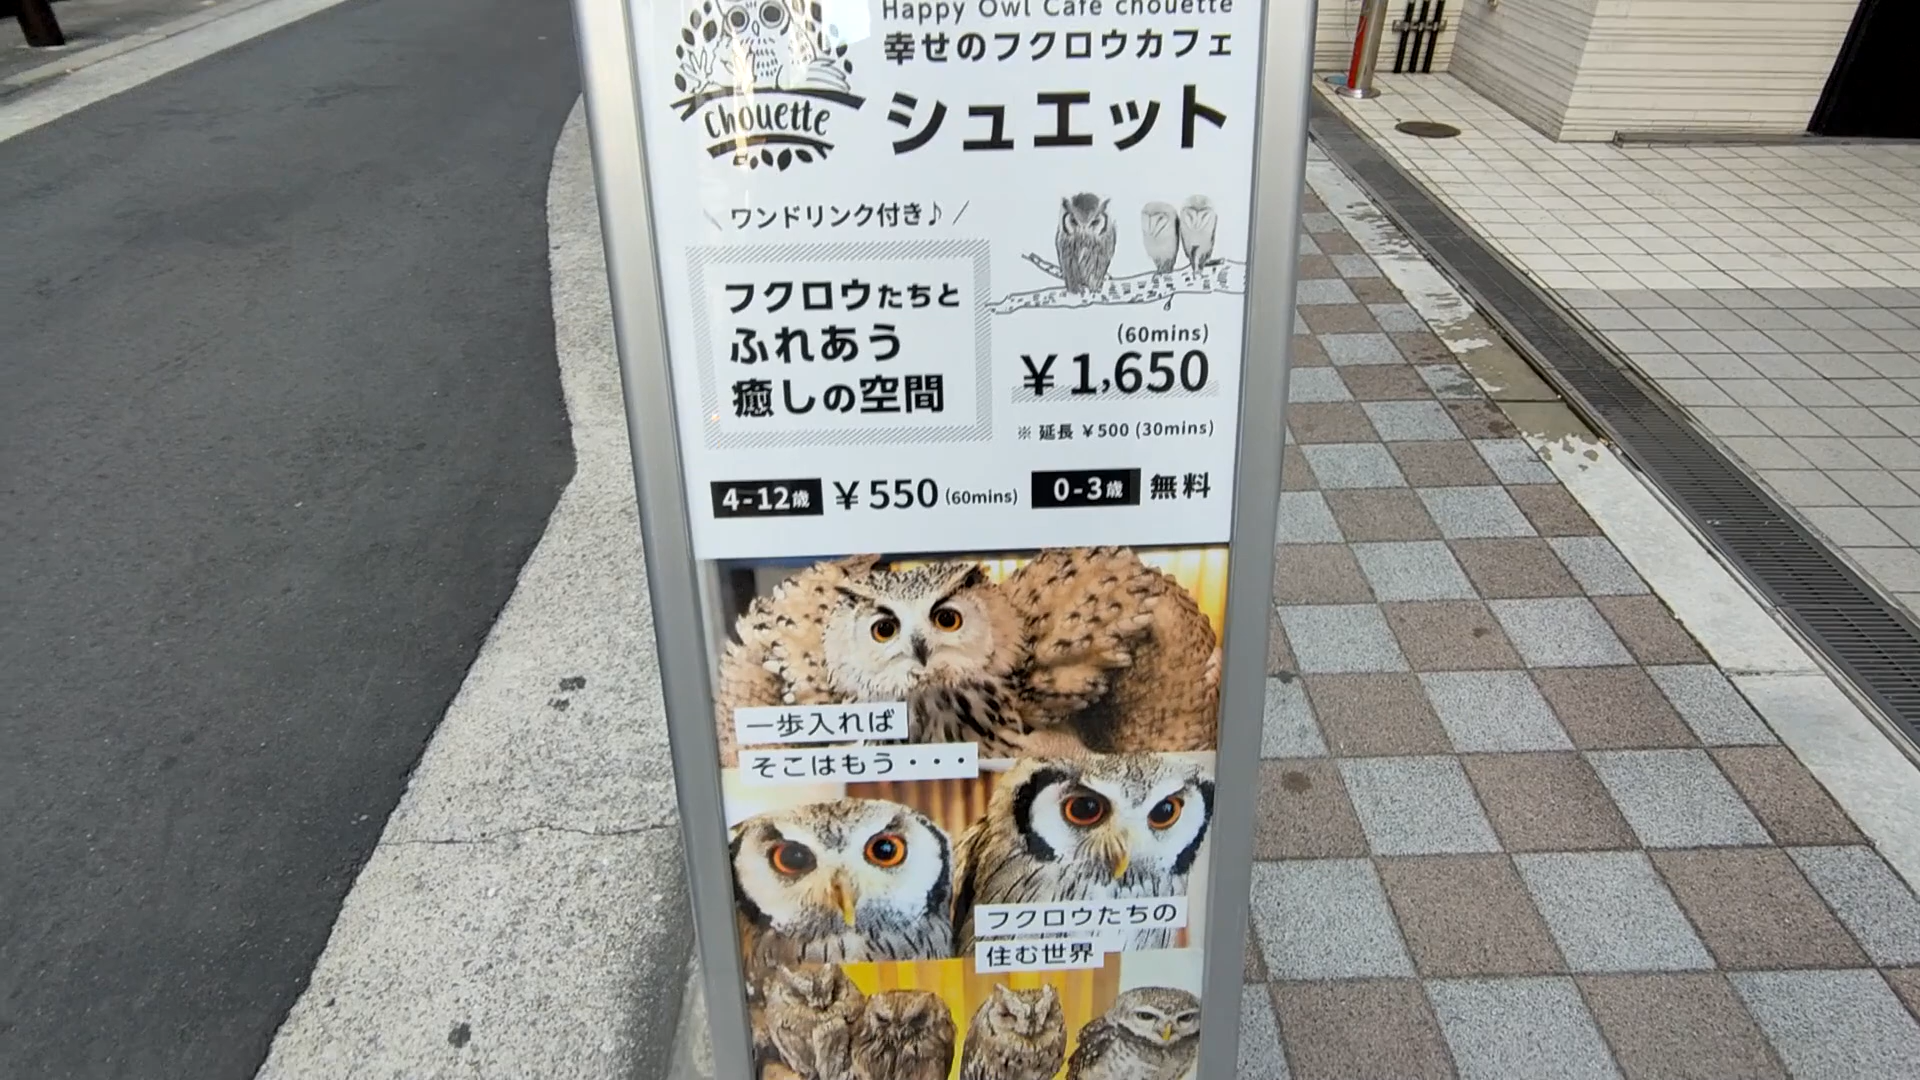 Happy Owl Cafe chouette
幸せのフクロウカフェ
シュエット
chouette
\ ワンドリンク付き♪ /
フクロウたちと
ふれあう
癒しの空間
(60mins)
¥1,650
※ 延長 ¥500 (30mins)
4-12歳 ¥550 (60mins) 0-3歳 無料
一歩入れば
そこはもう・・・
フクロウたちの
住む世界